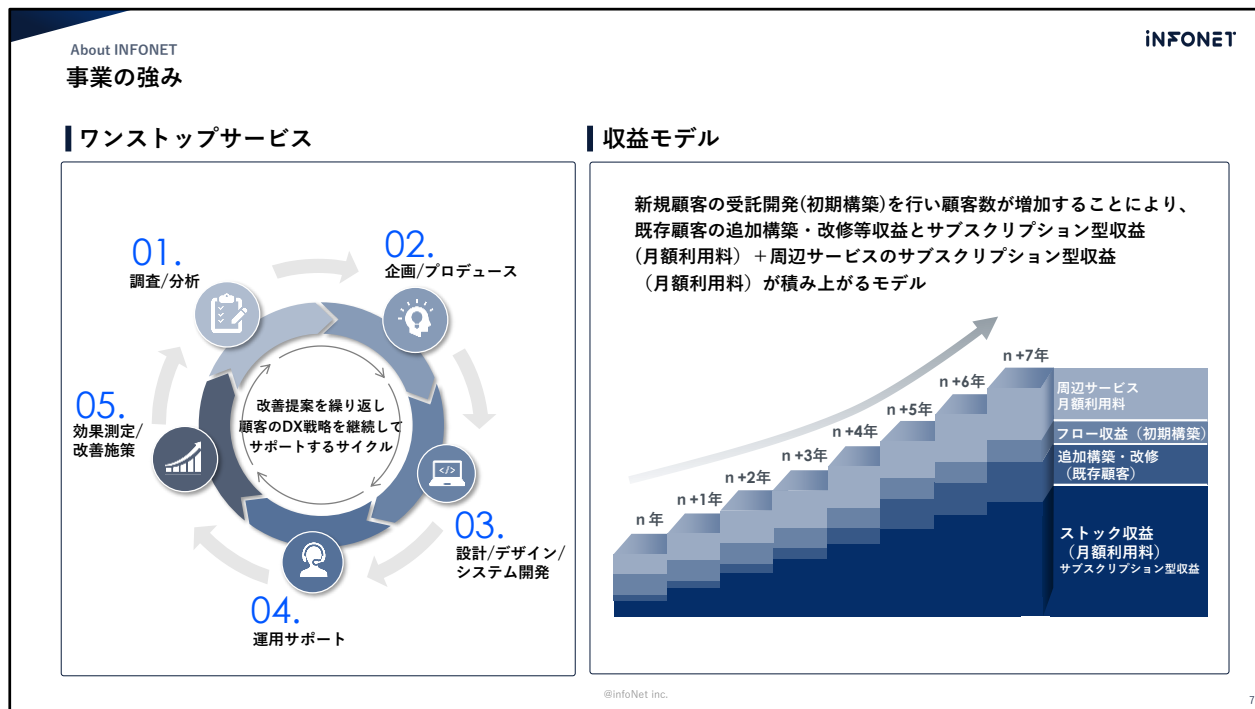 About INFONET
事業の強み
iNFONET
ワンストップサービス
01.
調査/分析
02.
企画/プロデュース
03.
設計/デザイン/
システム開発
04.
運用サポート
05.
効果測定/
改善施策
改善提案を繰り返し
顧客のDX戦略を継続して
サポートするサイクル
</>
収益モデル
新規顧客の受託開発(初期構築)を行い顧客数が増加することにより、
既存顧客の追加構築・改修等収益とサブスクリプション型収益
(月額利用料）＋周辺サービスのサブスクリプション型収益
（月額利用料）が積み上がるモデル
n 年
n +1年
n +2年
n +3年
n +4年
n +5年
n +6年
n +7年
周辺サービス
月額利用料
フロー収益（初期構築）
追加構築・改修
（既存顧客）
ストック収益
（月額利用料）
サブスクリプション型収益
@infoNet inc.
7